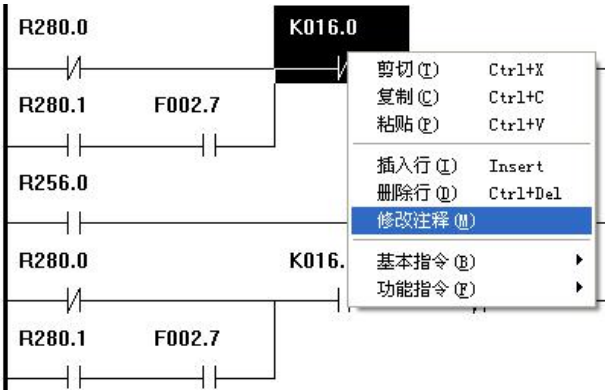 R280.0 K016.0
剪切(T) Ctrl+X
复制(C) Ctrl+C
R280.1 F002.7
粘贴(P) Ctrl+V
插入行(I) Insert
R256.0
删除行(D) Ctrl+Del
修改注释(M)
R280.0 K016.
基本指令(B)
功能指令(F)
R280.1 F002.7